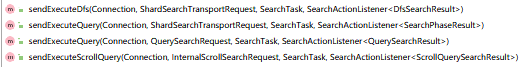 sendExecuteDfs(Connection, ShardSearchTransportRequest, SearchTask, SearchActionListener<DfsSearchResult>)
sendExecuteQuery(Connection, ShardSearchTransportRequest, SearchTask, SearchActionListener<SearchPhaseResult>)
sendExecuteQuery(Connection, QuerySearchRequest, SearchTask, SearchActionListener<QuerySearchResult>)
sendExecuteScrollQuery(Connection, InternalScrollSearchRequest, SearchTask, SearchActionListener<ScrollQuerySearchResult>)